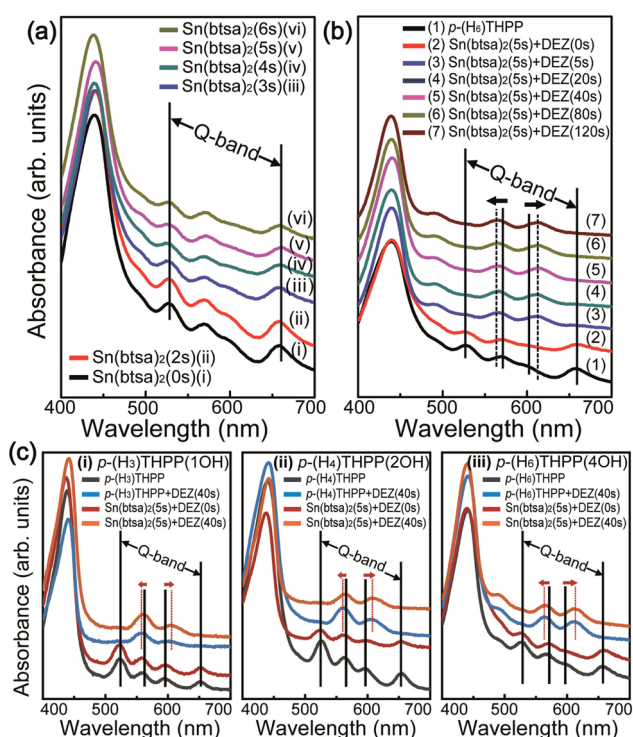 (a)
Sn(btsa)₂(6s)(vi)
Sn(btsa)₂(5s)(v)
Sn(btsa)₂(4s)(iv)
Sn(btsa)₂(3s)(iii)
Q-band
(vi)
(v)
(iv)
(iii)
(ii)
(i)
Sn(btsa)₂(2s)(ii)
Sn(btsa)₂(0s)(i)
Absorbance (arb. units)
400 500 600 700
Wavelength (nm)
(b)
(1) p-(H₆)THPP
(2) Sn(btsa)₂(5s)+DEZ(0s)
(3) Sn(btsa)₂(5s)+DEZ(5s)
(4) Sn(btsa)₂(5s)+DEZ(20s)
(5) Sn(btsa)₂(5s)+DEZ(40s)
(6) Sn(btsa)₂(5s)+DEZ(80s)
(7) Sn(btsa)₂(5s)+DEZ(120s)
Q-band
(7)
(6)
(5)
(4)
(3)
(2)
(1)
Absorbance (arb. units)
400 500 600 700
Wavelength (nm)
(c)
(i) p-(H₃)THPP(1OH)
p-(H₃)THPP
p-(H₃)THPP+DEZ(40s)
Sn(btsa)₂(5s)+DEZ(0s)
Sn(btsa)₂(5s)+DEZ(40s)
Q-band
Absorbance (arb. units)
400 500 600 700
Wavelength (nm)
(ii) p-(H₄)THPP(2OH)
p-(H₄)THPP
p-(H₄)THPP+DEZ(40s)
Sn(btsa)₂(5s)+DEZ(0s)
Sn(btsa)₂(5s)+DEZ(40s)
Q-band
400 500 600 700
Wavelength (nm)
(iii) p-(H₆)THPP(4OH)
p-(H₆)THPP
p-(H₆)THPP+DEZ(40s)
Sn(btsa)₂(5s)+DEZ(0s)
Sn(btsa)₂(5s)+DEZ(40s)
Q-band
400 500 600 700
Wavelength (nm)